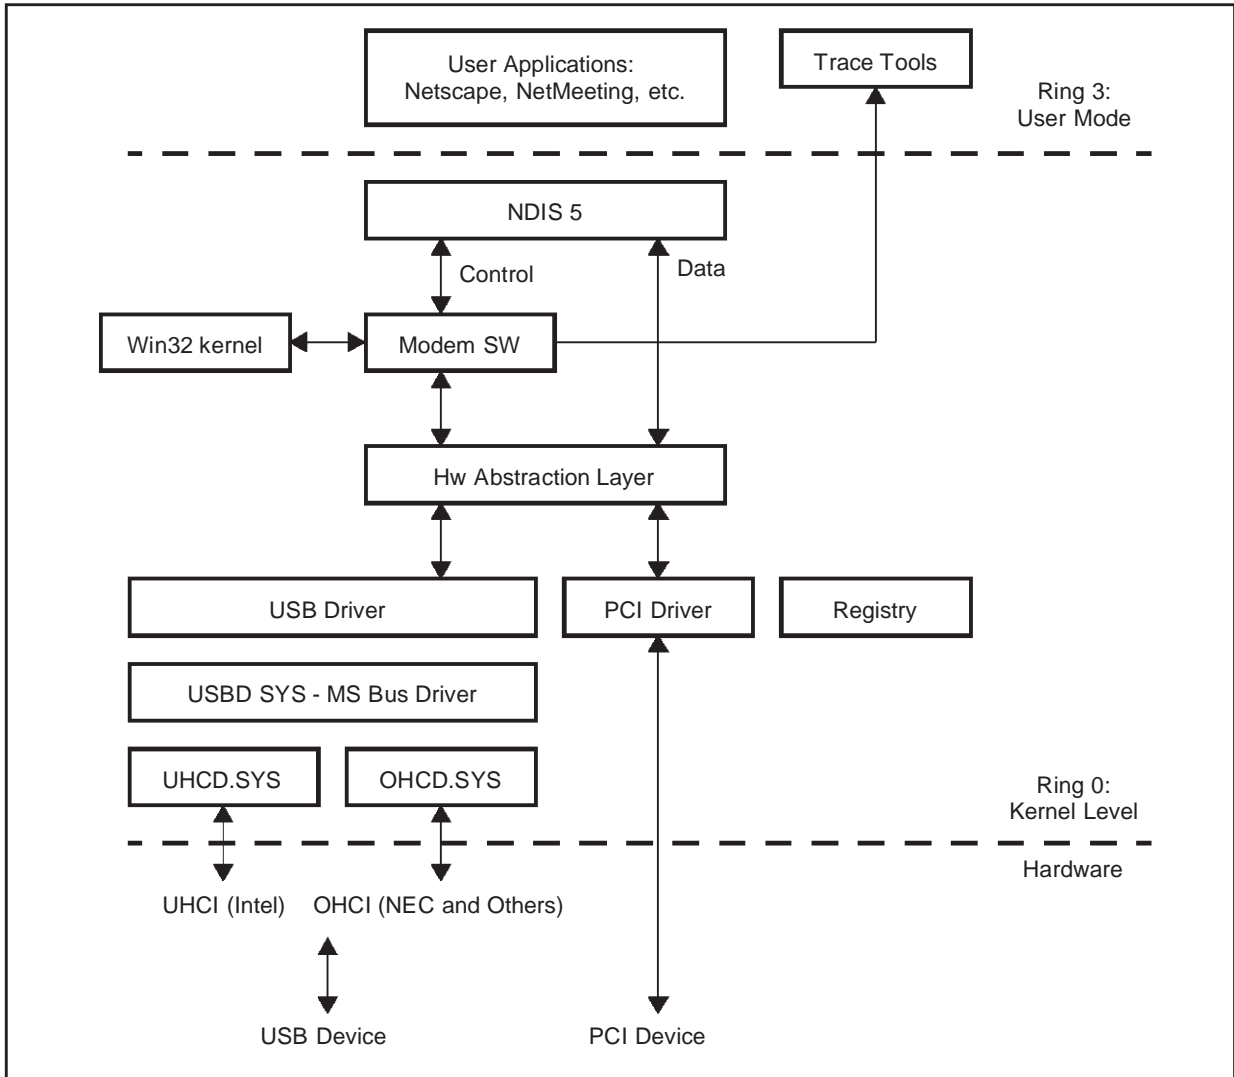 User Applications:
Netscape, NetMeeting, etc.
Trace Tools
Ring 3:
User Mode
NDIS 5
Control
Data
Win32 kernel
Modem SW
Hw Abstraction Layer
USB Driver
PCI Driver
Registry
USBD SYS - MS Bus Driver
UHCD.SYS
OHCD.SYS
Ring 0:
Kernel Level
Hardware
UHCI (Intel)
OHCI (NEC and Others)
USB Device
PCI Device